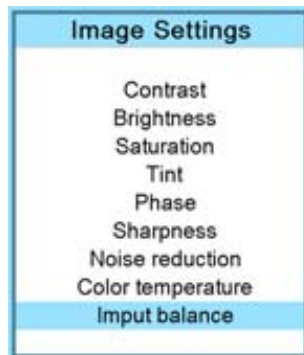 Image Settings
Contrast
Brightness
Saturation
Tint
Phase
Sharpness
Noise reduction
Color temperature
Imput balance